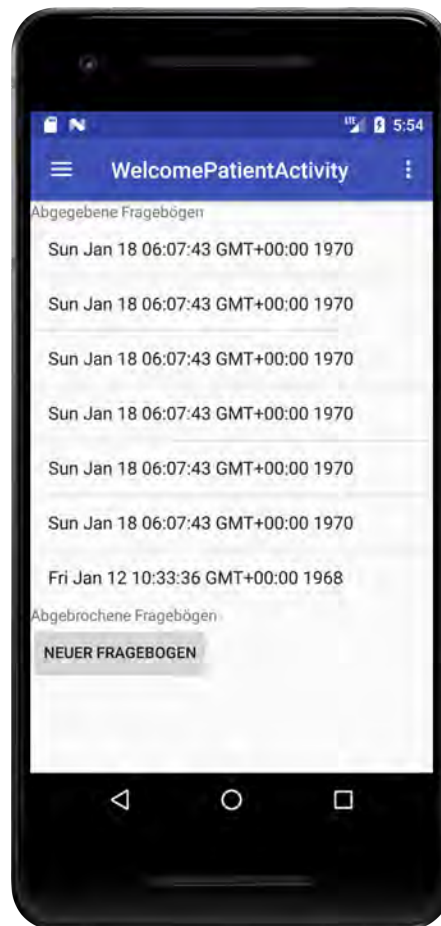 LTE 5:54
WelcomePatientActivity
Abgegebene Fragebögen
Sun Jan 18 06:07:43 GMT+00:00 1970
Sun Jan 18 06:07:43 GMT+00:00 1970
Sun Jan 18 06:07:43 GMT+00:00 1970
Sun Jan 18 06:07:43 GMT+00:00 1970
Sun Jan 18 06:07:43 GMT+00:00 1970
Sun Jan 18 06:07:43 GMT+00:00 1970
Fri Jan 12 10:33:36 GMT+00:00 1968
Abgebrochene Fragebögen
NEUER FRAGEBOGEN